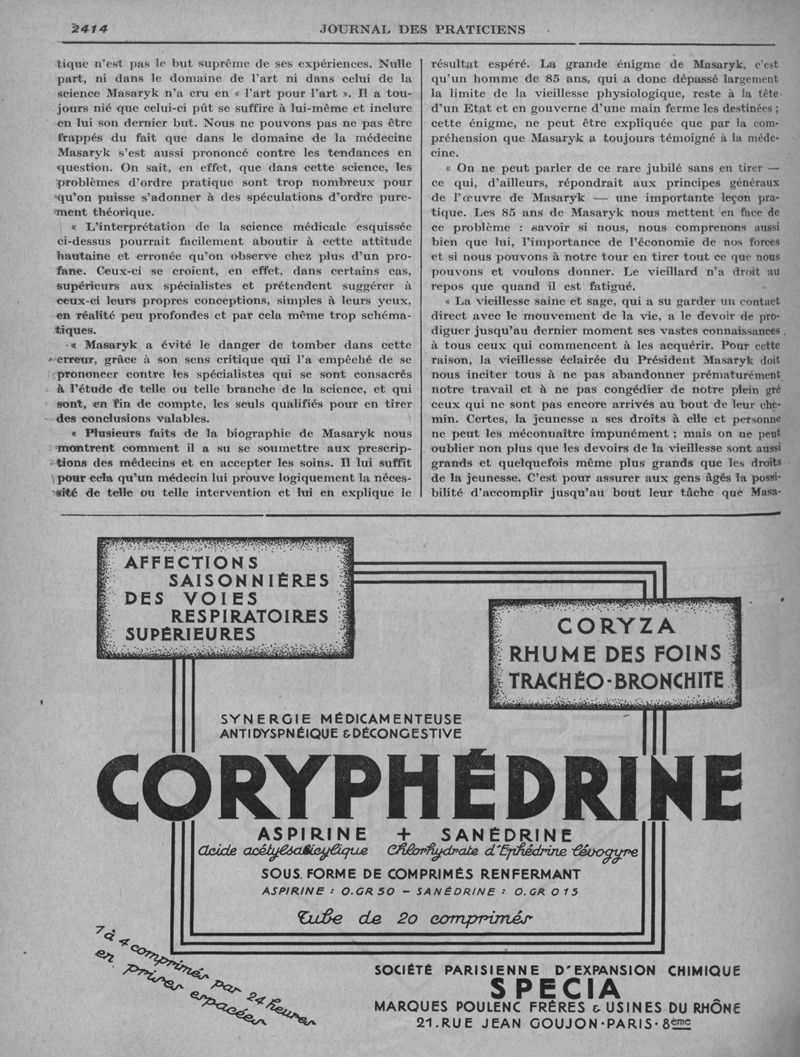 2414
JOURNAL DES PRATICIENS
tique n'est pas le but suprême de ses expériences. Nulle
part, ni dans le domaine de l'art ni dans celui de la
science Masaryk n'a cru en « l'art pour l'art ». Il a tou-
jours nié que celui-ci pût se suffire à lui-même et inclure
en lui son dernier but. Nous ne pouvons pas ne pas être
frappés du fait que dans le domaine de la médecine
Masaryk s'est aussi prononcé contre les tendances en
question. On sait, en effet, que dans cette science, les
problèmes d'ordre pratique sont trop nombreux pour
qu'on puisse s'adonner à des spéculations d'ordre pure-
ment théorique.
« L'interprétation de la science médicale esquissée
ci-dessus pourrait facilement aboutir à cette attitude
hautaine et erronée qu'on observe chez plus d'un pro-
fane. Ceux-ci se croient, en effet, dans certains cas,
supérieurs aux spécialistes et prétendent suggérer à
ceux-ci leurs propres conceptions, simples à leurs yeux,
en réalité peu profondes et par cela même trop schéma-
tiques.
« Masaryk a évité le danger de tomber dans cette
erreur, grâce à son sens critique qui l'a empêché de se
prononcer contre les spécialistes qui se sont consacrés
à l'étude de telle ou telle branche de la science, et qui
sont, en fin de compte, les seuls qualifiés pour en tirer
des conclusions valables.
« Plusieurs faits de la biographie de Masaryk nous
montrent comment il a su se soumettre aux prescrip-
tions des médecins et en accepter les soins. Il lui suffit
pour cela qu'un médecin lui prouve logiquement la néces-
sité de telle ou telle intervention et lui en explique le
résultat espéré. La grande énigme de Masaryk, c'est
qu'un homme de 85 ans, qui a donc dépassé largement
la limite de la vieillesse physiologique, reste à la tête
d'un Etat et en gouverne d'une main ferme les destinées ;
cette énigme, ne peut être expliquée que par la com-
préhension que Masaryk a toujours témoigné à la méde-
cine.
« On ne peut parler de ce rare jubilé sans en tirer —
ce qui, d'ailleurs, répondrait aux principes généraux
de l'œuvre de Masaryk — une importante leçon pra-
tique. Les 85 ans de Masaryk nous mettent en face de
ce problème : savoir si nous, nous comprenons aussi
bien que lui, l'importance de l'économie de nos forces
et si nous pouvons à notre tour en tirer tout ce que nous
pouvons et voulons donner. Le vieillard n'a droit au
repos que quand il est fatigué.
« La vieillesse saine et sage, qui a su garder un contact
direct avec le mouvement de la vie, a le devoir de pro-
diguer jusqu'au dernier moment ses vastes connaissances
à tous ceux qui commencent à les acquérir. Pour cette
raison, la vieillesse éclairée du Président Masaryk doit
nous inciter tous à ne pas abandonner prématurément
notre travail et à ne pas congédier de notre plein gré
ceux qui ne sont pas encore arrivés au bout de leur che-
min. Certes, la jeunesse a ses droits à elle et personne
ne peut les méconnaître impunément ; mais on ne peut
oublier non plus que les devoirs de la vieillesse sont aussi
grands et quelquefois même plus grands que les droits
de la jeunesse. C'est pour assurer aux gens âgés la possi-
bilité d'accomplir jusqu'au bout leur tâche que Masa-
AFFECTIONS
SAISONNIÈRES
DES VOIES
RESPIRATOIRES
SUPÉRIEURES
CORYZA
RHUME DES FOINS
TRACHÉO-BRONCHITE
SYNERGIE MÉDICAMENTEUSE
ANTIDYSPNÉIQUE & DÉCONGESTIVE
CORYPHÉDRINE
ASPIRINE + SANÉDRINE
acide acétylsalicylique Chlorhydrate d'Ephédrine lévogyre
SOUS FORME DE COMPRIMÉS RENFERMANT
ASPIRINE : 0.GR 50 – SANÉDRINE : 0.GR 015
Tube de 20 comprimés
1 à 4 comprimés par 24 heures
en prises espacées
SOCIÉTÉ PARISIENNE D'EXPANSION CHIMIQUE
SPECIA
MARQUES POULENC FRÈRES & USINES DU RHÔNE
21. RUE JEAN GOUJON·PARIS·8ème